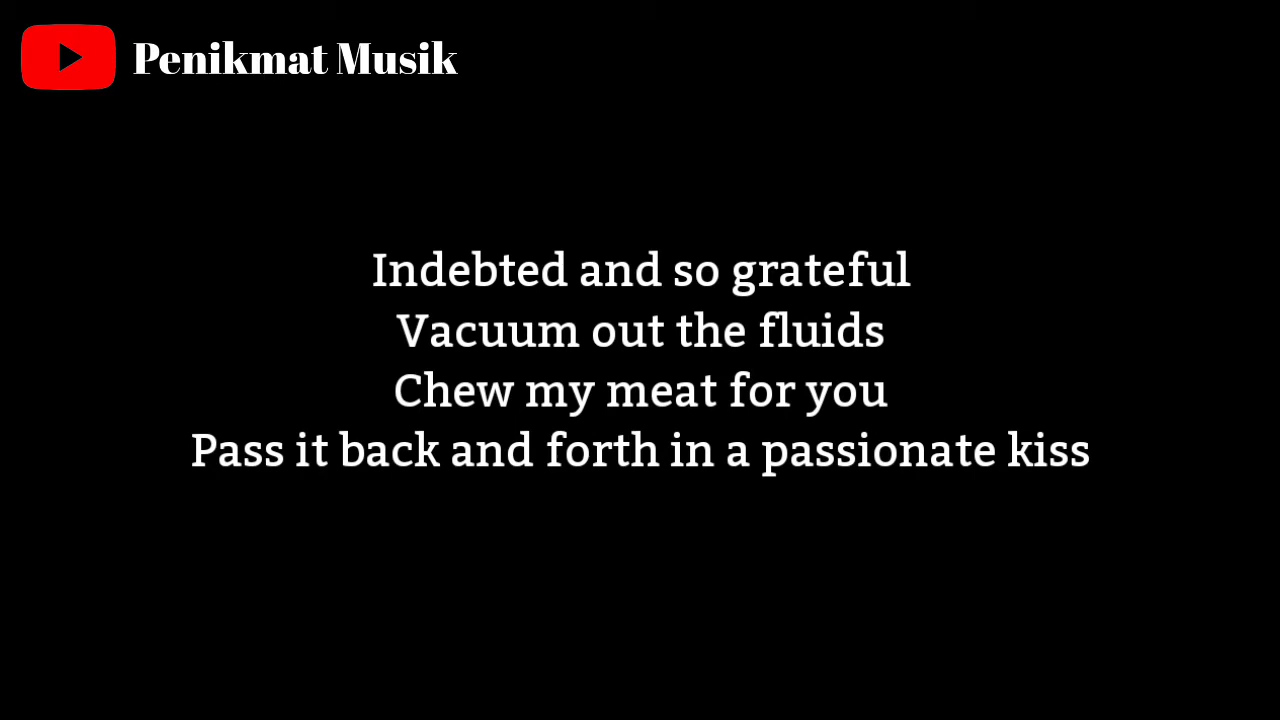 Penikmat Musik
Indebted and so grateful
Vacuum out the fluids
Chew my meat for you
Pass it back and forth in a passionate kiss